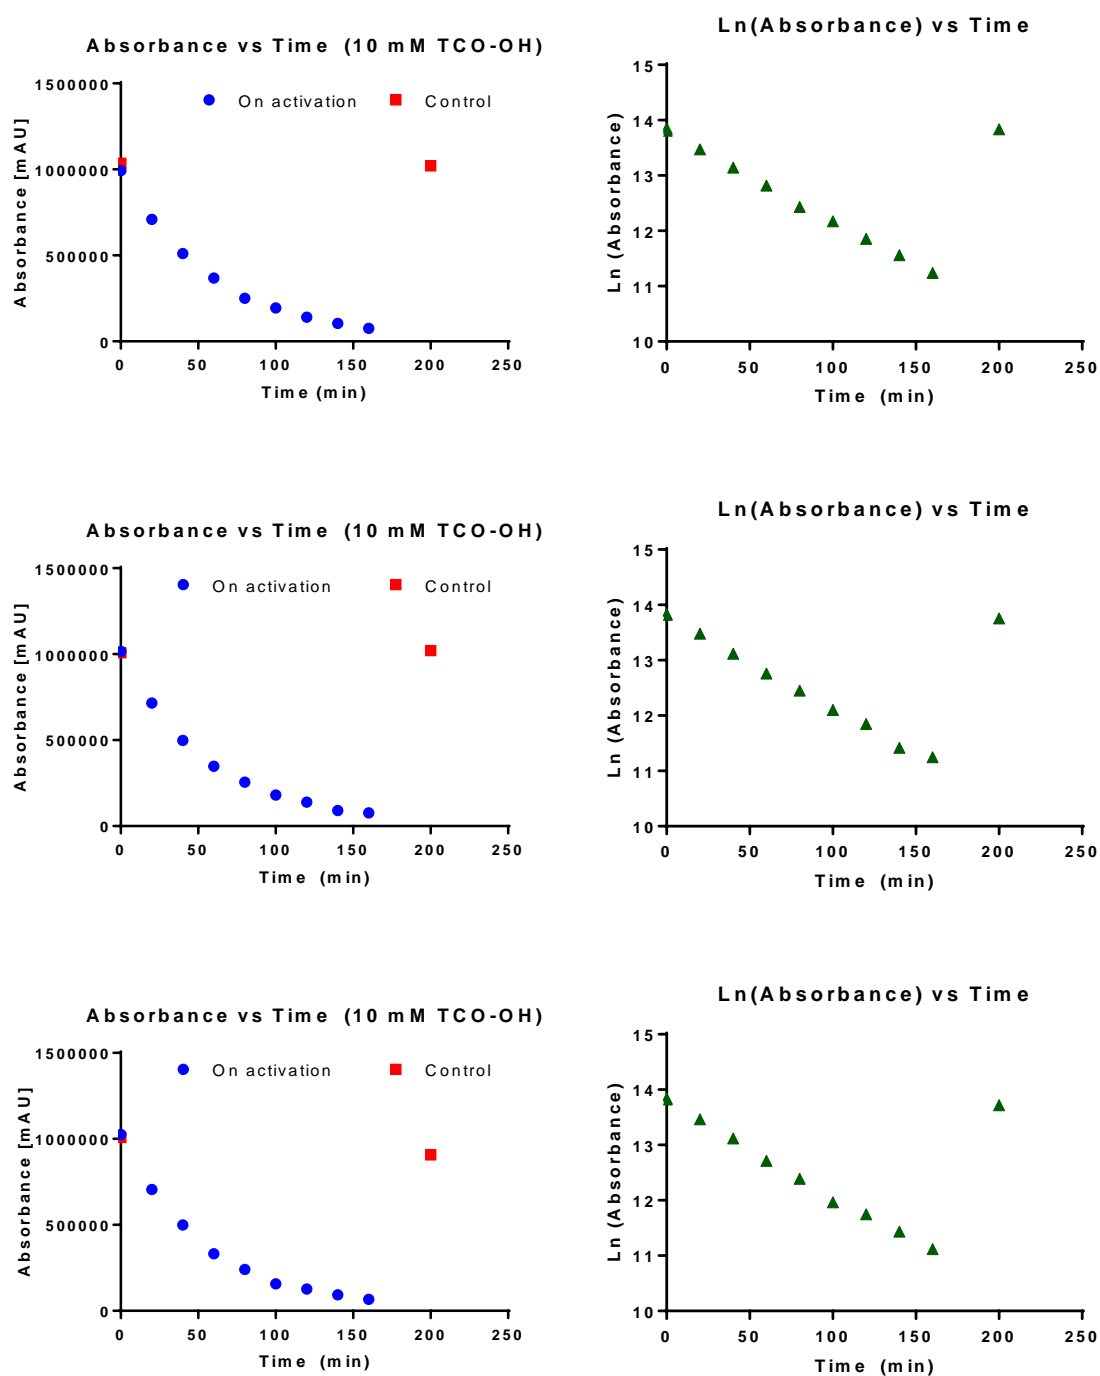 Absorbance vs Time (10 mM TCO-OH)
On activation Control
Absorbance [mAU]
1500000
1000000
500000
0
0 50 100 150 200 250
Time (min)
Ln(Absorbance) vs Time
Ln (Absorbance)
15
14
13
12
11
10
0 50 100 150 200 250
Time (min)
Absorbance vs Time (10 mM TCO-OH)
On activation Control
Absorbance [mAU]
1500000
1000000
500000
0
0 50 100 150 200 250
Time (min)
Ln(Absorbance) vs Time
Ln (Absorbance)
15
14
13
12
11
10
0 50 100 150 200 250
Time (min)
Absorbance vs Time (10 mM TCO-OH)
On activation Control
Absorbance [mAU]
1500000
1000000
500000
0
0 50 100 150 200 250
Time (min)
Ln(Absorbance) vs Time
Ln (Absorbance)
15
14
13
12
11
10
0 50 100 150 200 250
Time (min)